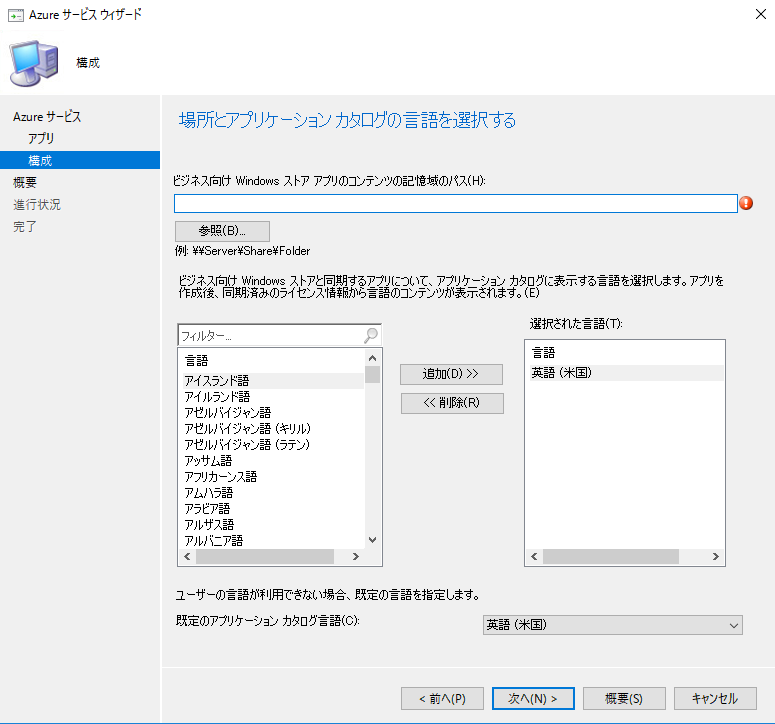 Azure サービス ウィザード
構成
Azure サービス
アプリ
構成
概要
進行状況
完了
場所とアプリケーション カタログの言語を選択する
ビジネス向け Windows ストア アプリのコンテンツの記憶域のパス(H):
参照(B)...
例: ¥¥Server¥Share¥Folder
ビジネス向け Windows ストアと同期するアプリについて、アプリケーション カタログに表示する言語を選択します。アプリを
作成後、同期済みのライセンス情報から言語のコンテンツが表示されます。(E)
フィルター...
言語
アイスランド語
アイルランド語
アゼルバイジャン語
アゼルバイジャン語 (キリル)
アゼルバイジャン語 (ラテン)
アッサム語
アフリカーンス語
アムハラ語
アラビア語
アルザス語
アルバニア語
追加(D) >>
<< 削除(R)
選択された言語(T):
言語
英語 (米国)
ユーザーの言語が利用できない場合、既定の言語を指定します。
既定のアプリケーション カタログ言語(C):
英語 (米国)
< 前へ(P)
次へ(N) >
概要(S)
キャンセル